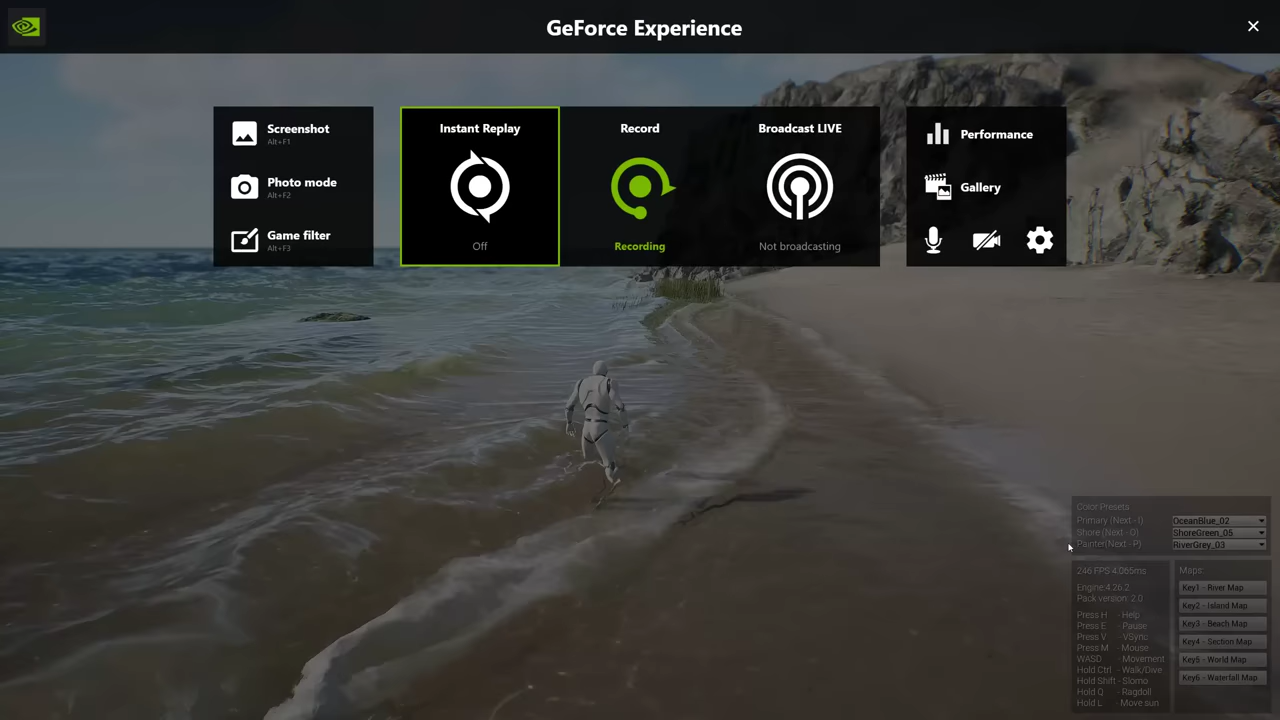 GeForce Experience
Screenshot
Alt+F1
Photo mode
Alt+F2
Game filter
Alt+F3
Instant Replay
Off
Record
Recording
Broadcast LIVE
Not broadcasting
Performance
Gallery
Color Presets
Primary (Next - I) OceanBlue_02
Shore (Next - O) ShoreGreen_05
Painter(Next - P) RiverGrey_03
246 FPS 4.065ms
Engine:4.26.2
Pack version: 2.0
Press H - Help
Press E - Pause
Press V - VSync
Press M - Mouse
WASD - Movement
Hold Ctrl - Walk/Dive
Hold Shift - Slomo
Hold Q - Ragdoll
Hold L - Move sun
Maps:
Key1 - River Map
Key2 - Island Map
Key3 - Beach Map
Key4 - Section Map
Key5 - World Map
Key6 - Waterfall Map